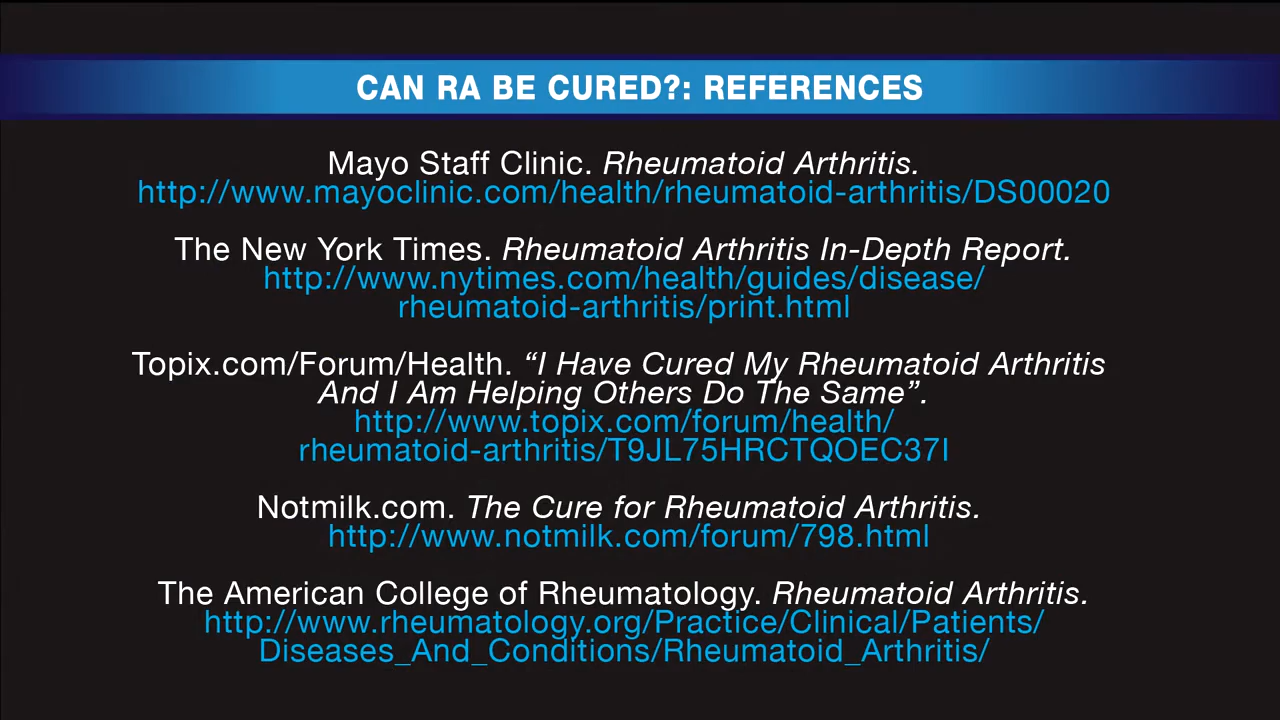 CAN RA BE CURED?: REFERENCES
Mayo Staff Clinic. Rheumatoid Arthritis.
http://www.mayoclinic.com/health/rheumatoid-arthritis/DS00020
The New York Times. Rheumatoid Arthritis In-Depth Report.
http://www.nytimes.com/health/guides/disease/
rheumatoid-arthritis/print.html
Topix.com/Forum/Health. “I Have Cured My Rheumatoid Arthritis
And I Am Helping Others Do The Same”.
http://www.topix.com/forum/health/
rheumatoid-arthritis/T9JL75HRCTQOEC37I
Notmilk.com. The Cure for Rheumatoid Arthritis.
http://www.notmilk.com/forum/798.html
The American College of Rheumatology. Rheumatoid Arthritis.
http://www.rheumatology.org/Practice/Clinical/Patients/
Diseases_And_Conditions/Rheumatoid_Arthritis/